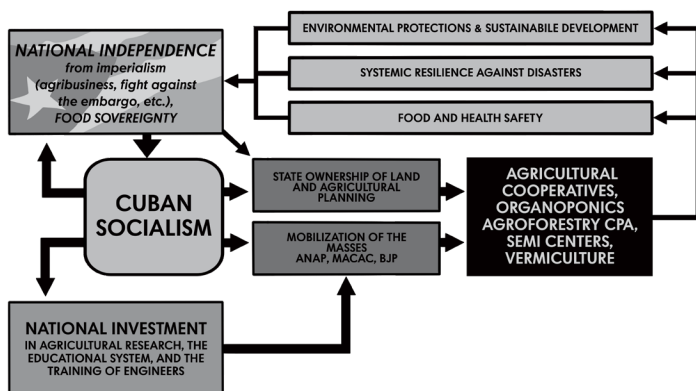 NATIONAL INDEPENDENCE
from imperialism
(agribusiness, fight against
the embargo, etc.),
FOOD SOVEREIGNTY
ENVIRONMENTAL PROTECTIONS & SUSTAINABILE DEVELOPMENT
SYSTEMIC RESILIENCE AGAINST DISASTERS
FOOD AND HEALTH SAFETY
CUBAN
SOCIALISM
STATE OWNERSHIP OF LAND
AND AGRICULTURAL
PLANNING
MOBILIZATION OF THE
MASSES
ANAP, MACAC, BJP
AGRICULTURAL
COOPERATIVES,
ORGANOPONICS
AGROFORESTRY CPA,
SEMI CENTERS,
VERMICULTURE
NATIONAL INVESTMENT
IN AGRICULTURAL RESEARCH, THE
EDUCATIONAL SYSTEM, AND THE
TRAINING OF ENGINEERS